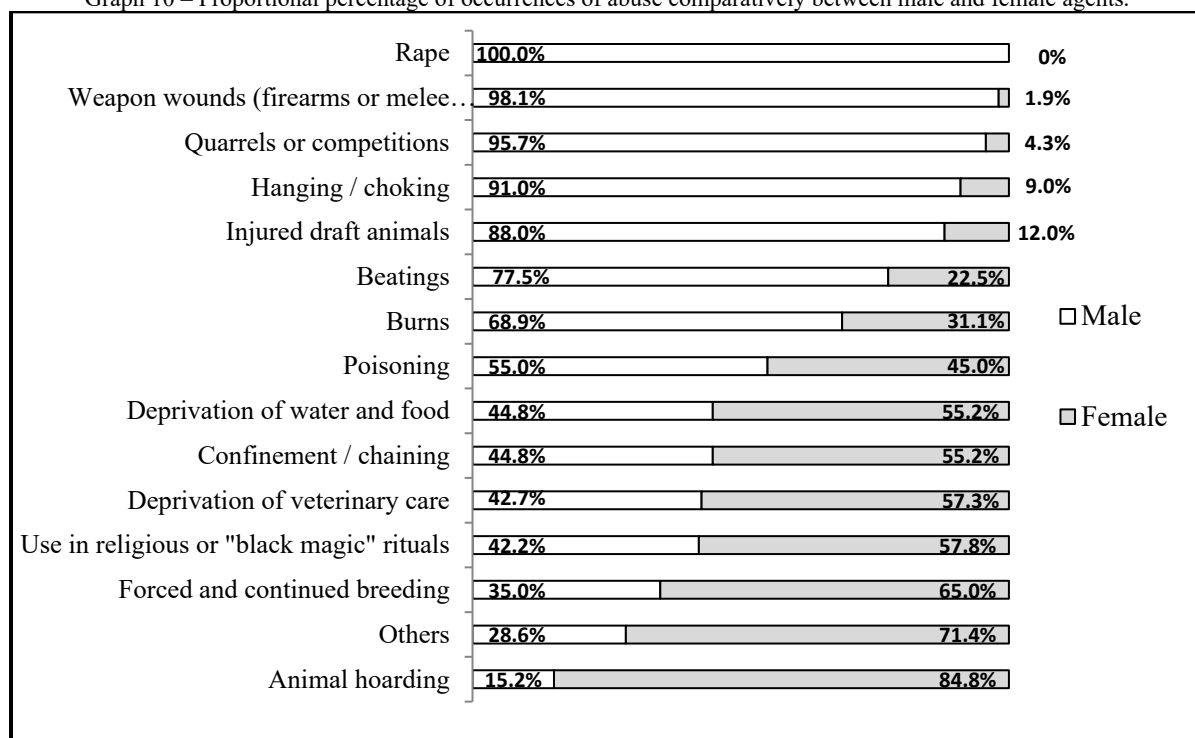 Graph 10 – Proportional percentage of occurrences of abuse comparatively between male and female agents.
Rape 100.0% 0%
Weapon wounds (firearms or melee… 98.1% 1.9%
Quarrels or competitions 95.7% 4.3%
Hanging / choking 91.0% 9.0%
Injured draft animals 88.0% 12.0%
Beatings 77.5% 22.5%
Burns 68.9% 31.1%
Male
Poisoning 55.0% 45.0%
Deprivation of water and food 44.8% 55.2%
Female
Confinement / chaining 44.8% 55.2%
Deprivation of veterinary care 42.7% 57.3%
Use in religious or "black magic" rituals 42.2% 57.8%
Forced and continued breeding 35.0% 65.0%
Others 28.6% 71.4%
Animal hoarding 15.2% 84.8%